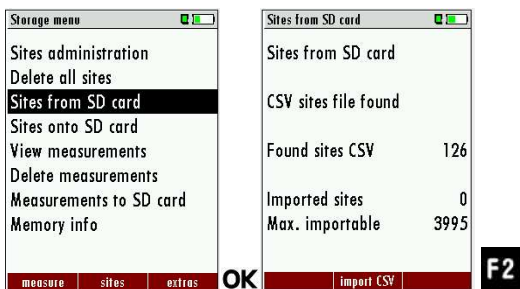 Storage menu
Sites administration
Delete all sites
Sites from SD card
Sites onto SD card
View measurements
Delete measurements
Measurements to SD card
Memory info
measure sites extras
OK
Sites from SD card
Sites from SD card
CSV sites file found
Found sites CSV 126
Imported sites 0
Max. importable 3995
import CSV
F2